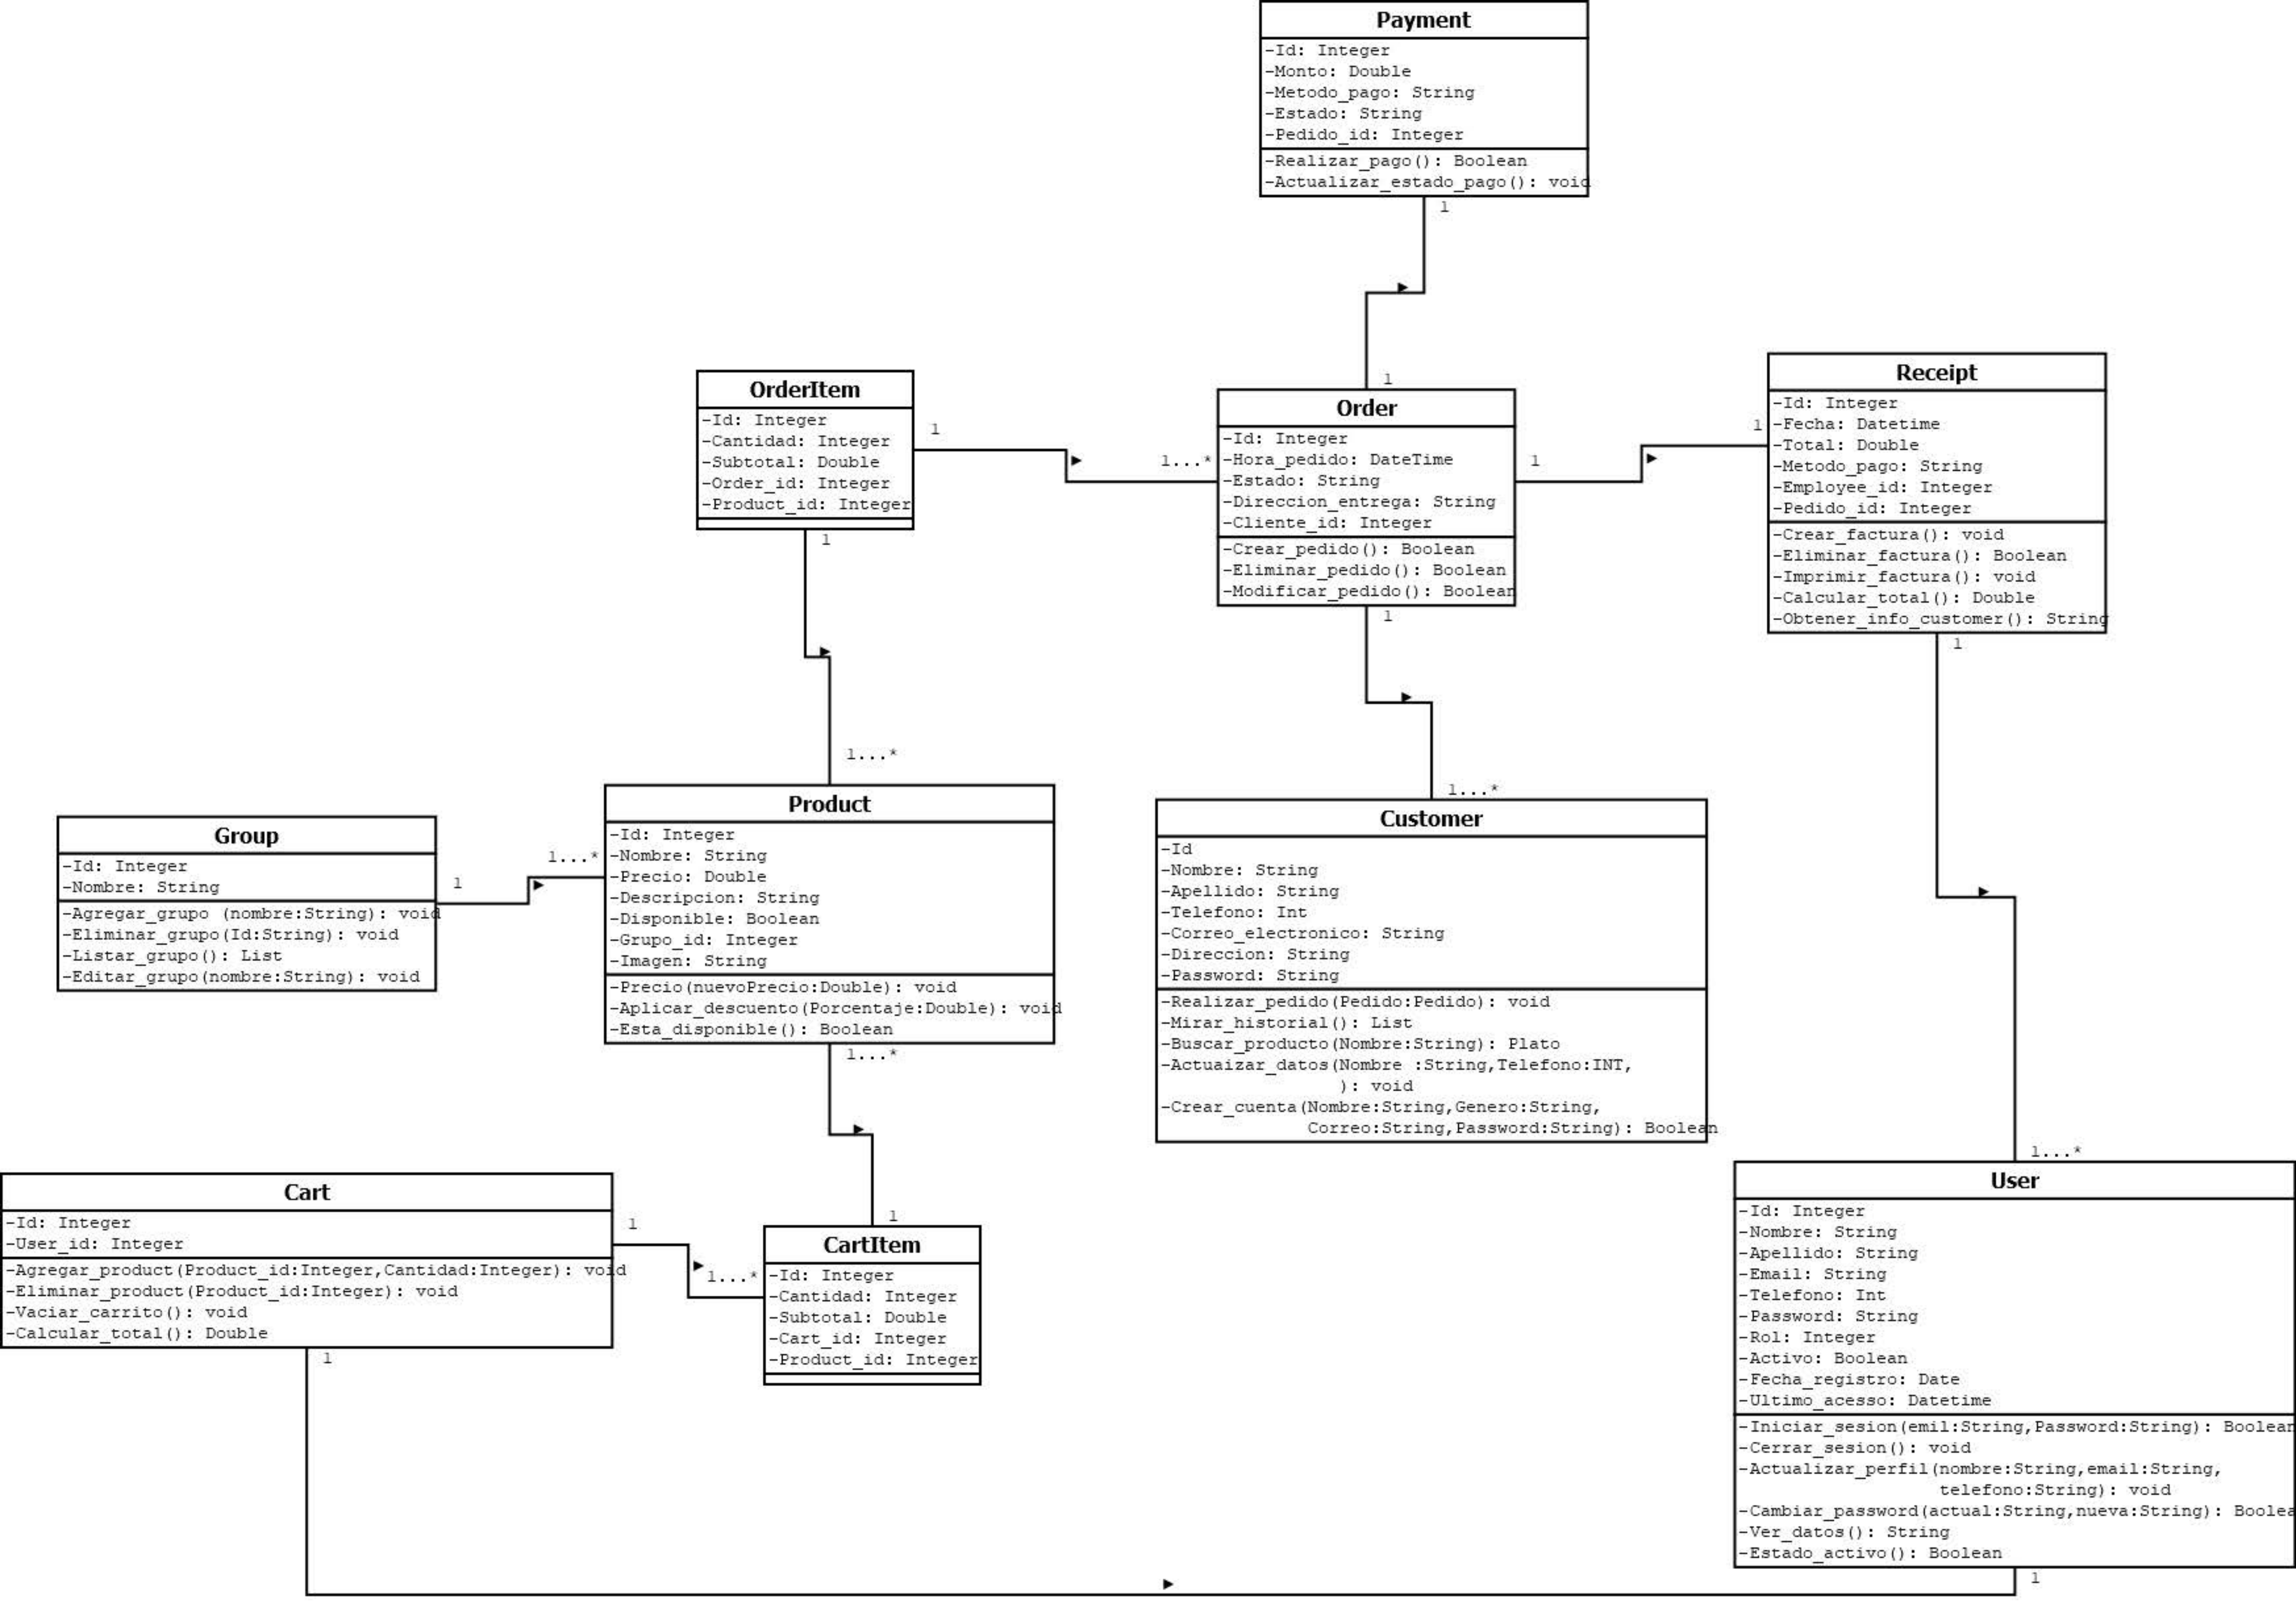 Payment
-Id: Integer
-Monto: Double
-Metodo_pago: String
-Estado: String
-Pedido_id: Integer
-Realizar_pago(): Boolean
-Actualizar_estado_pago(): void
1
1
OrderItem
-Id: Integer
-Cantidad: Integer
-Subtotal: Double
-Order_id: Integer
-Product_id: Integer
1
1...*
1
1...*
Order
-Id: Integer
-Hora_pedido: DateTime
-Estado: String
-Direccion_entrega: String
-Cliente_id: Integer
-Crear_pedido(): Boolean
-Eliminar_pedido(): Boolean
-Modificar_pedido(): Boolean
1
1
1
1...*
Receipt
-Id: Integer
-Fecha: Datetime
-Total: Double
-Metodo_pago: String
-Employee_id: Integer
-Pedido_id: Integer
-Crear_factura(): void
-Eliminar_factura(): Boolean
-Imprimir_factura(): void
-Calcular_total(): Double
-Obtener_info_customer(): String
1
1...*
Group
-Id: Integer
-Nombre: String
-Agregar_grupo (nombre:String): void
-Eliminar_grupo(Id:String): void
-Listar_grupo(): List
-Editar_grupo(nombre:String): void
1
1...*
Product
-Id: Integer
-Nombre: String
-Precio: Double
-Descripcion: String
-Disponible: Boolean
-Grupo_id: Integer
-Imagen: String
-Precio(nuevoPrecio:Double): void
-Aplicar_descuento(Porcentaje:Double): void
-Esta_disponible(): Boolean
1...*
1
Customer
-Id
-Nombre: String
-Apellido: String
-Telefono: Int
-Correo_electronico: String
-Direccion: String
-Password: String
-Realizar_pedido(Pedido:Pedido): void
-Mirar_historial(): List
-Buscar_producto(Nombre:String): Plato
-Actuaizar_datos(Nombre :String,Telefono:INT,
): void
-Crear_cuenta(Nombre:String,Genero:String,
Correo:String,Password:String): Boolean
Cart
-Id: Integer
-User_id: Integer
-Agregar_product(Product_id:Integer,Cantidad:Integer): void
-Eliminar_product(Product_id:Integer): void
-Vaciar_carrito(): void
-Calcular_total(): Double
1
1...*
1
CartItem
-Id: Integer
-Cantidad: Integer
-Subtotal: Double
-Cart_id: Integer
-Product_id: Integer
User
-Id: Integer
-Nombre: String
-Apellido: String
-Email: String
-Telefono: Int
-Password: String
-Rol: Integer
-Activo: Boolean
-Fecha_registro: Date
-Ultimo_acesso: Datetime
-Iniciar_sesion(emil:String,Password:String): Boolean
-Cerrar_sesion(): void
-Actualizar_perfil(nombre:String,email:String,
telefono:String): void
-Cambiar_password(actual:String,nueva:String): Boolea
-Ver_datos(): String
-Estado_activo(): Boolean
1